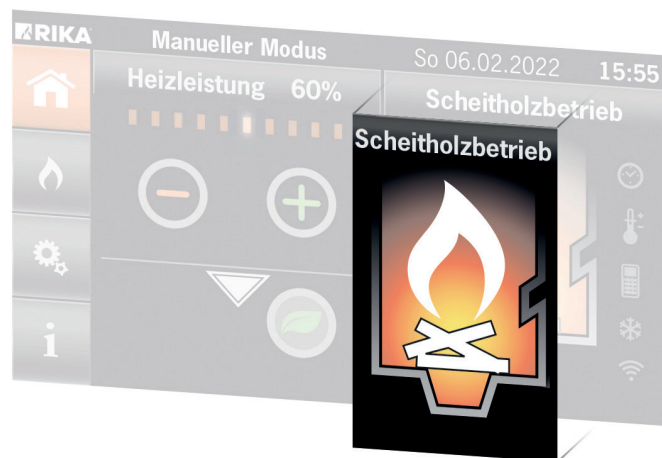 RIKA
Manueller Modus
So 06.02.2022
15:55
Heizleistung 60%
Scheitholzbetrieb
Scheitholzbetrieb
i